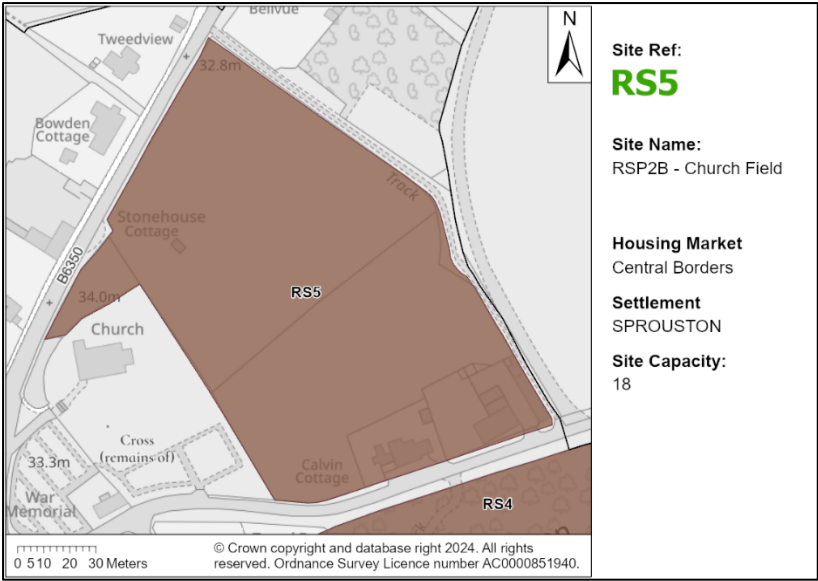 Bellvue
Tweedview
32.8m
N
Bowden
Cottage
Track
Stonehouse
Cottage
B6350
RS5
34.0m
Church
Cross
(remains of)
33.3m
War
Memorial
Calvin
Cottage
RS4
0 5 10 20 30 Meters
© Crown copyright and database right 2024. All rights
reserved. Ordnance Survey Licence number AC0000851940.
Site Ref:
RS5
Site Name:
RSP2B - Church Field
Housing Market
Central Borders
Settlement
SPROUSTON
Site Capacity:
18